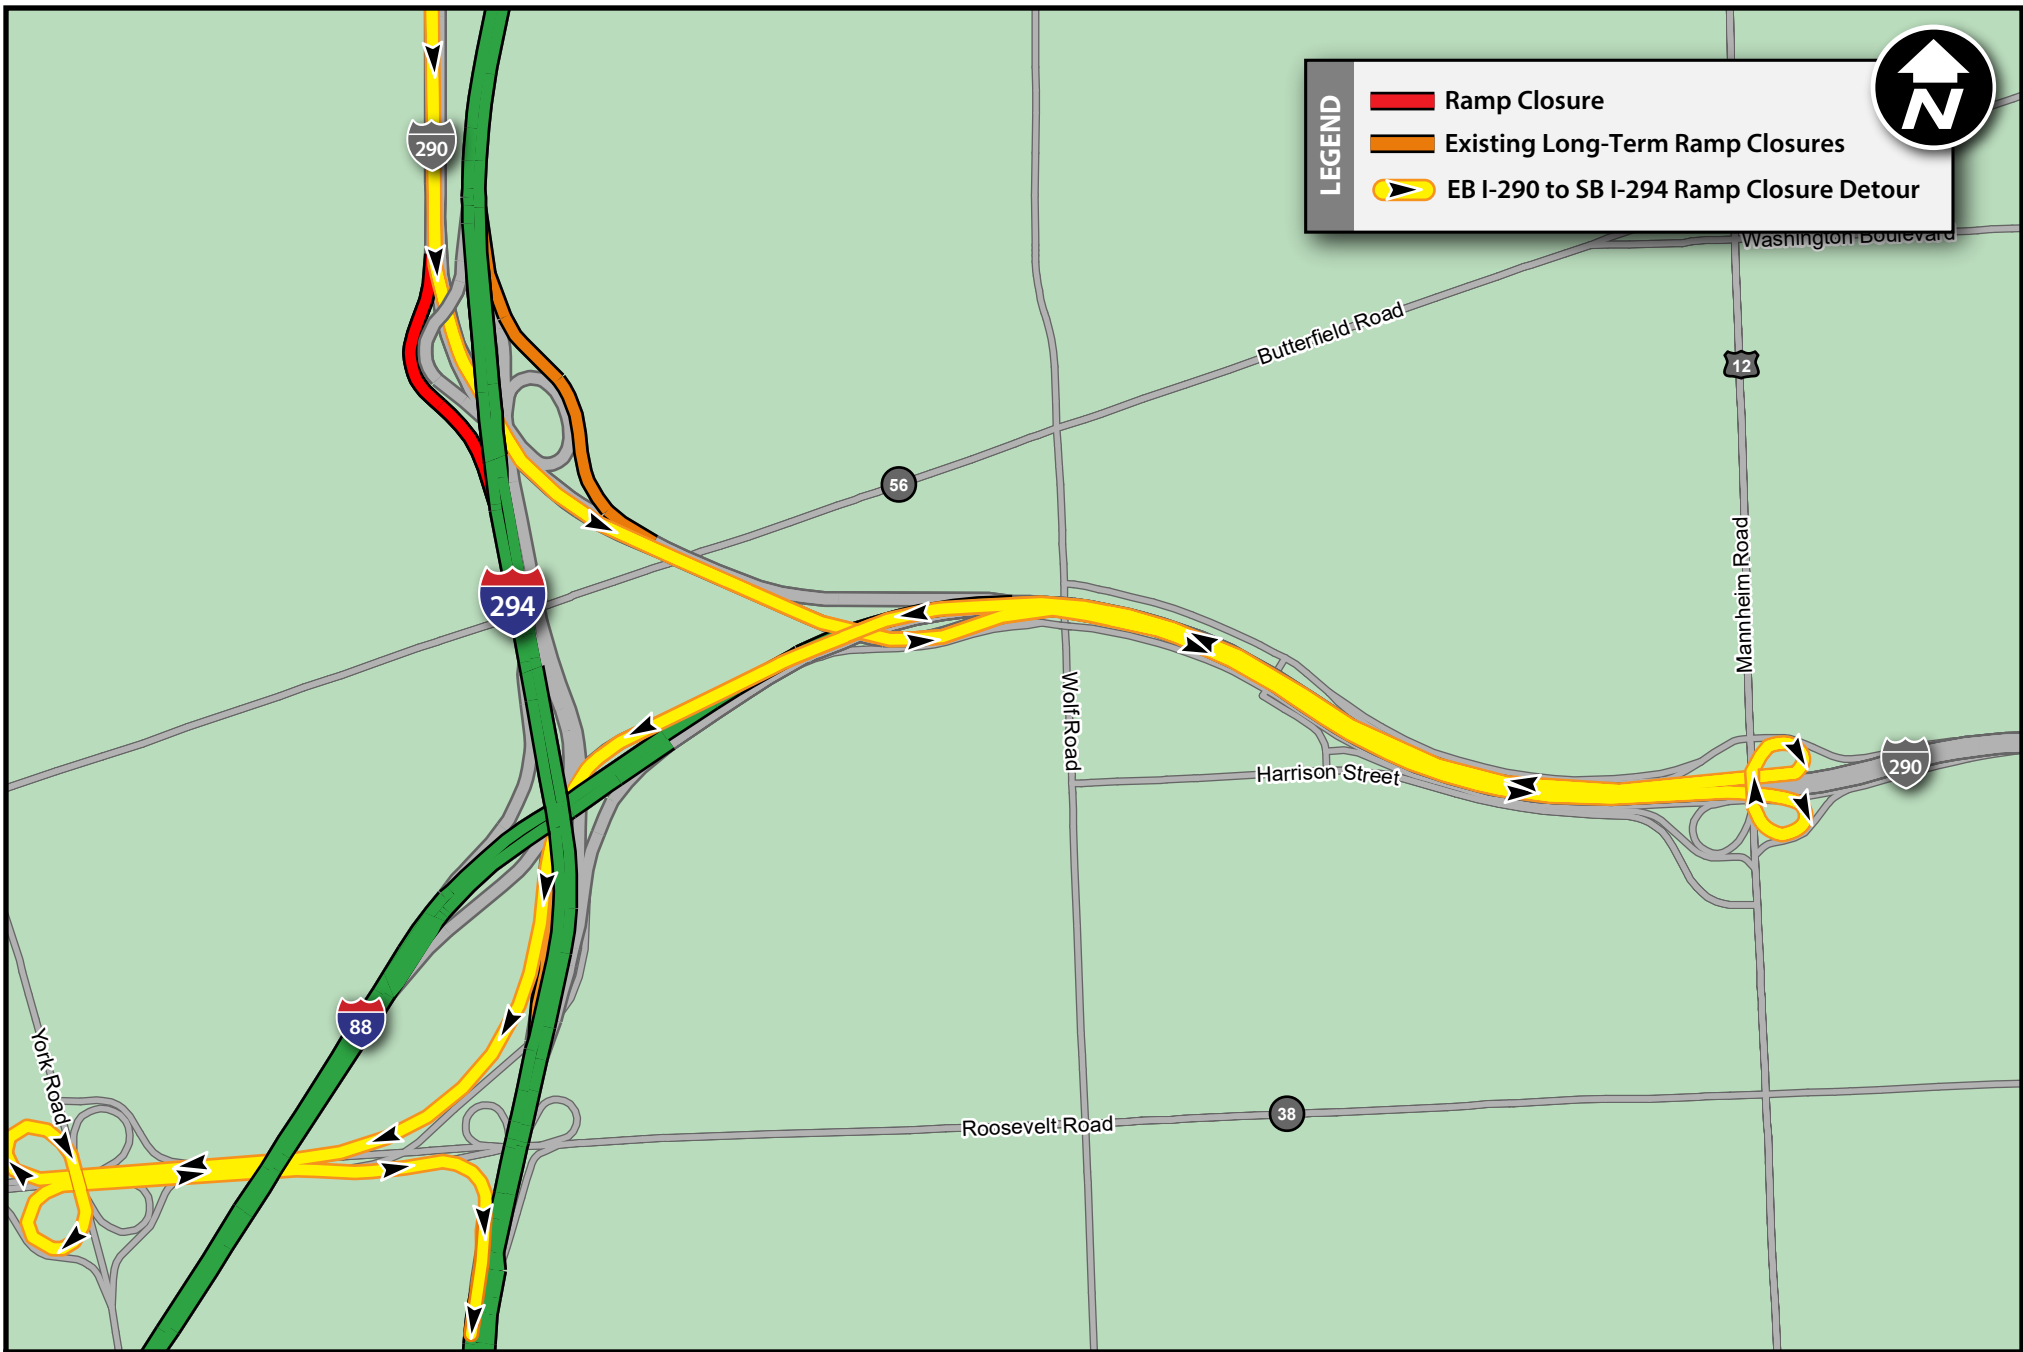 LEGEND
Ramp Closure
Existing Long-Term Ramp Closures
EB I-290 to SB I-294 Ramp Closure Detour
N
290
Washington Boulevard
Butterfield Road
12
56
Mannheim Road
294
Wolf Road
290
Harrison Street
88
York Road
Roosevelt Road
38